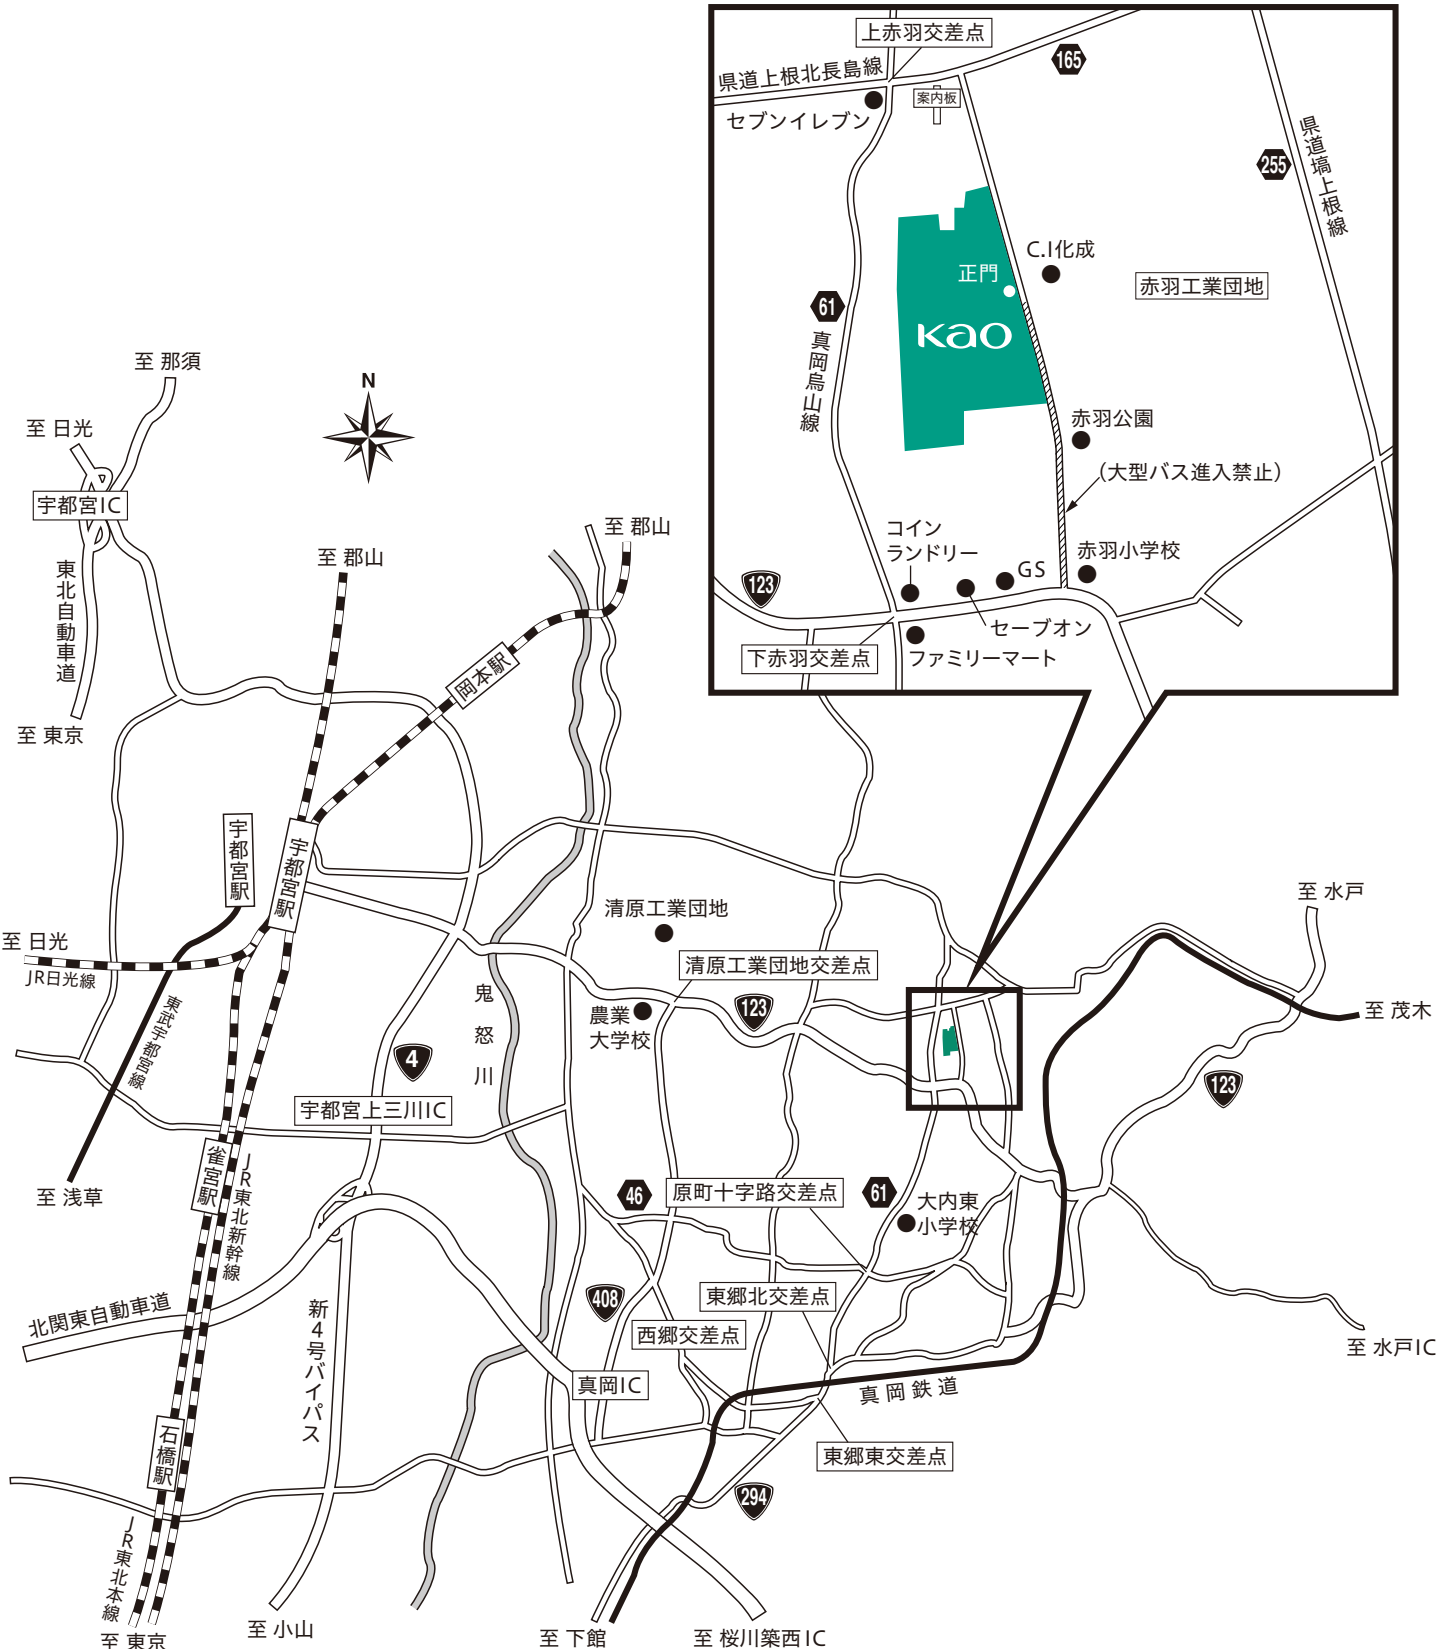 上赤羽交差点
県道上根北長島線
165
案内板
セブンイレブン
県道塙上根線
255
C.I化成
正門
赤羽工業団地
61
Kao
真岡烏山線
赤羽公園
(大型バス進入禁止)
コイン
ランドリー
赤羽小学校
GS
123
セーブオン
下赤羽交差点
ファミリーマート
至 那須
N
至 日光
宇都宮IC
至 郡山
至 郡山
東北自動車道
岡本駅
至 東京
宇都宮駅
宇都宮駅
至 水戸
清原工業団地
至 日光
JR日光線
清原工業団地交差点
鬼怒川
東武宇都宮線
123
農業
大学校
至 茂木
4
123
宇都宮上三川IC
雀宮駅
JR東北新幹線
至 浅草
46
原町十字路交差点
61
大内東
小学校
408
東郷北交差点
北関東自動車道
新4号バイパス
西郷交差点
至 水戸IC
真岡IC
真岡鉄道
石橋駅
東郷東交差点
294
JR東北本線
至 東京
至 小山
至 下館
至 桜川築西IC